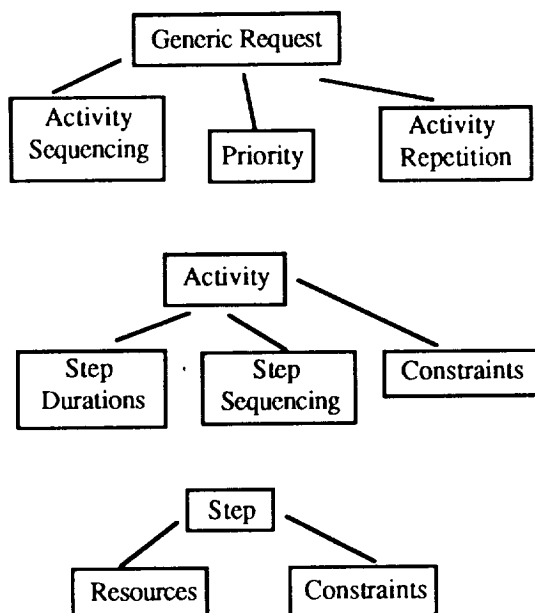 Generic Request
Activity
Sequencing
Priority
Activity
Repetition
Activity
Step
Durations
Step
Sequencing
Constraints
Step
Resources
Constraints